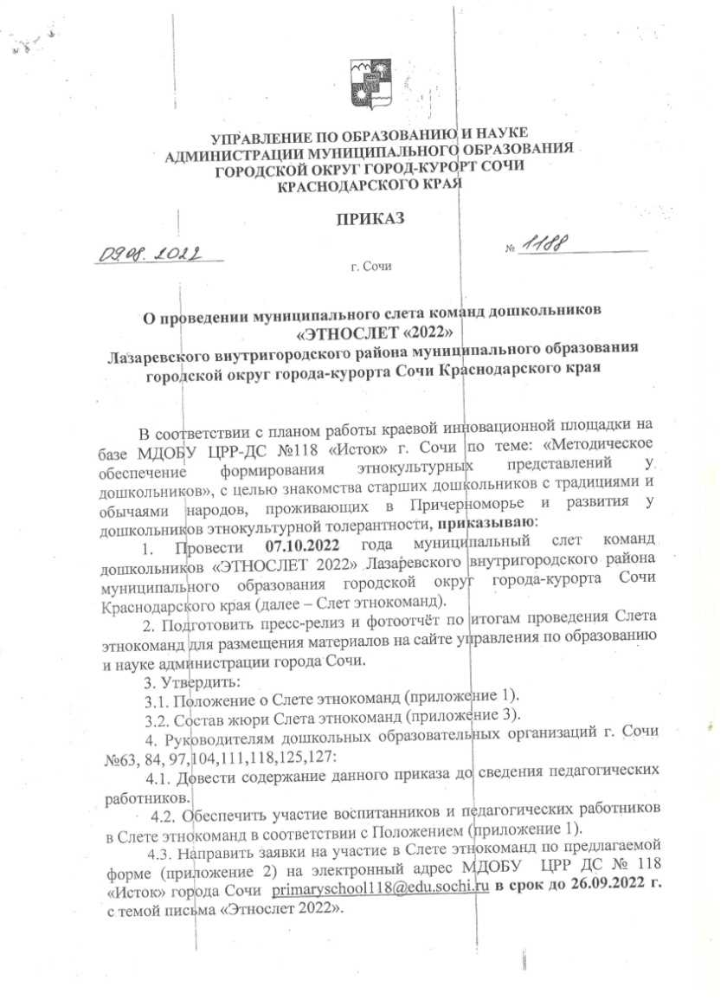 УПРАВЛЕНИЕ ПО ОБРАЗОВАНИЮ И НАУКЕ
АДМИНИСТРАЦИИ МУНИЦИПАЛЬНОГО ОБРАЗОВАНИЯ
ГОРОДСКОЙ ОКРУГ ГОРОД-КУРОРТ СОЧИ
КРАСНОДАРСКОГО КРАЯ
ПРИКАЗ
09.08. 2022 № 1188
г. Сочи
О проведении муниципального слета команд дошкольников
«ЭТНОСЛЕТ «2022»
Лазаревского внутригородского района муниципального образования
городской округ города-курорта Сочи Краснодарского края
В соответствии с планом работы краевой инновационной площадки на
базе МДОБУ ЦРР-ДС №118 «Исток» г. Сочи по теме: «Методическое
обеспечение формирования этнокультурных представлений у
дошкольников», с целью знакомства старших дошкольников с традициями и
обычаями народов, проживающих в Причерноморье и развития у
дошкольников этнокультурной толерантности, приказываю:
1. Провести 07.10.2022 года муниципальный слет команд
дошкольников «ЭТНОСЛЕТ 2022» Лазаревского внутригородского района
муниципального образования городской округ города-курорта Сочи
Краснодарского края (далее – Слет этнокоманд).
2. Подготовить пресс-релиз и фотоотчёт по итогам проведения Слета
этнокоманд для размещения материалов на сайте управления по образованию
и науке администрации города Сочи.
3. Утвердить:
3.1. Положение о Слете этнокоманд (приложение 1).
3.2. Состав жюри Слета этнокоманд (приложение 3).
4. Руководителям дошкольных образовательных организаций г. Сочи
№63, 84, 97,104,111,118,125,127:
4.1. Довести содержание данного приказа до сведения педагогических
работников.
4.2. Обеспечить участие воспитанников и педагогических работников
в Слете этнокоманд в соответствии с Положением (приложение 1).
4.3. Направить заявки на участие в Слете этнокоманд по предлагаемой
форме (приложение 2) на электронный адрес МДОБУ ЦРР ДС № 118
«Исток» города Сочи primaryschool118@edu.sochi.ru в срок до 26.09.2022 г.
с темой письма «Этнослет 2022».